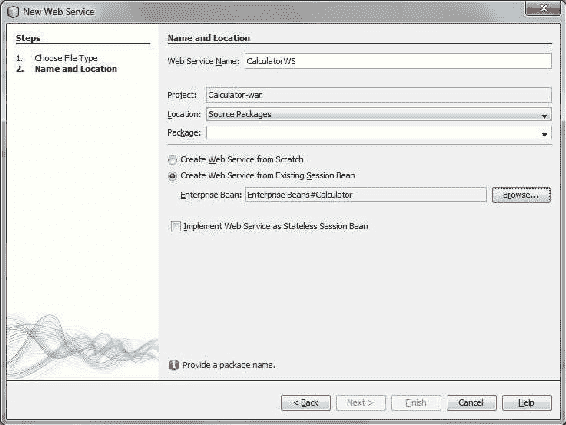 New Web Service
Steps
1. Choose File Type
2. Name and Location
Name and Location
Web Service Name: CalculatorWS
Project: Calculator-war
Location: Source Packages
Package:
Create Web Service from Scratch
Create Web Service from Existing Session Bean
Enterprise Bean: Enterprise Beans#Calculator
Browse...
Implement Web Service as Stateless Session Bean
Provide a package name.
< Back Next > Finish Cancel Help